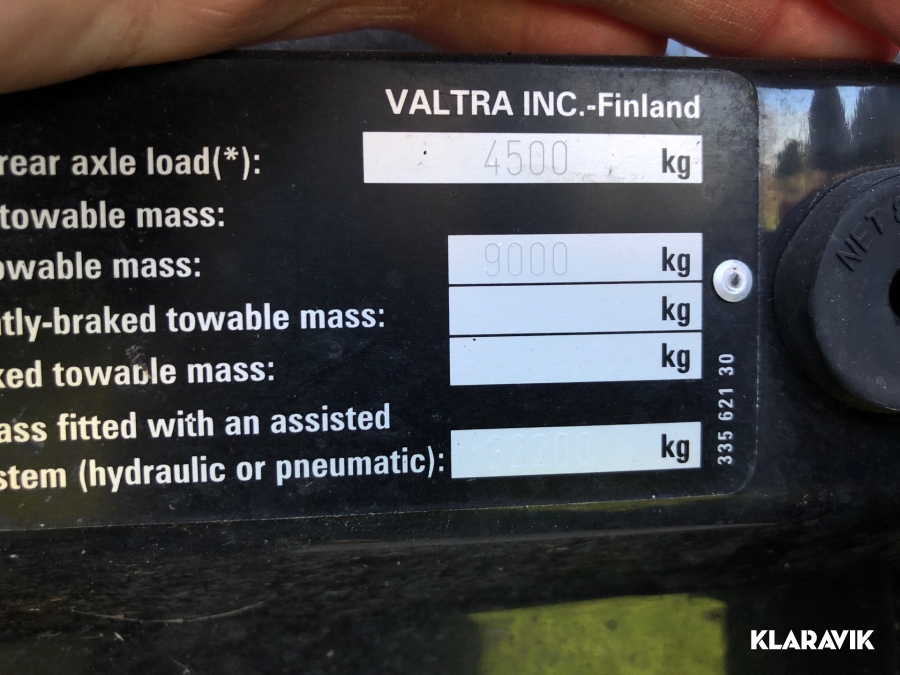 VALTRA INC.-Finland
rear axle load(*): 4500 kg
towable mass:
owable mass: 9000 kg
tly-braked towable mass: kg
ked towable mass: kg
ass fitted with an assisted
stem (hydraulic or pneumatic): 32200 kg
335 621 30
KLARAVIK